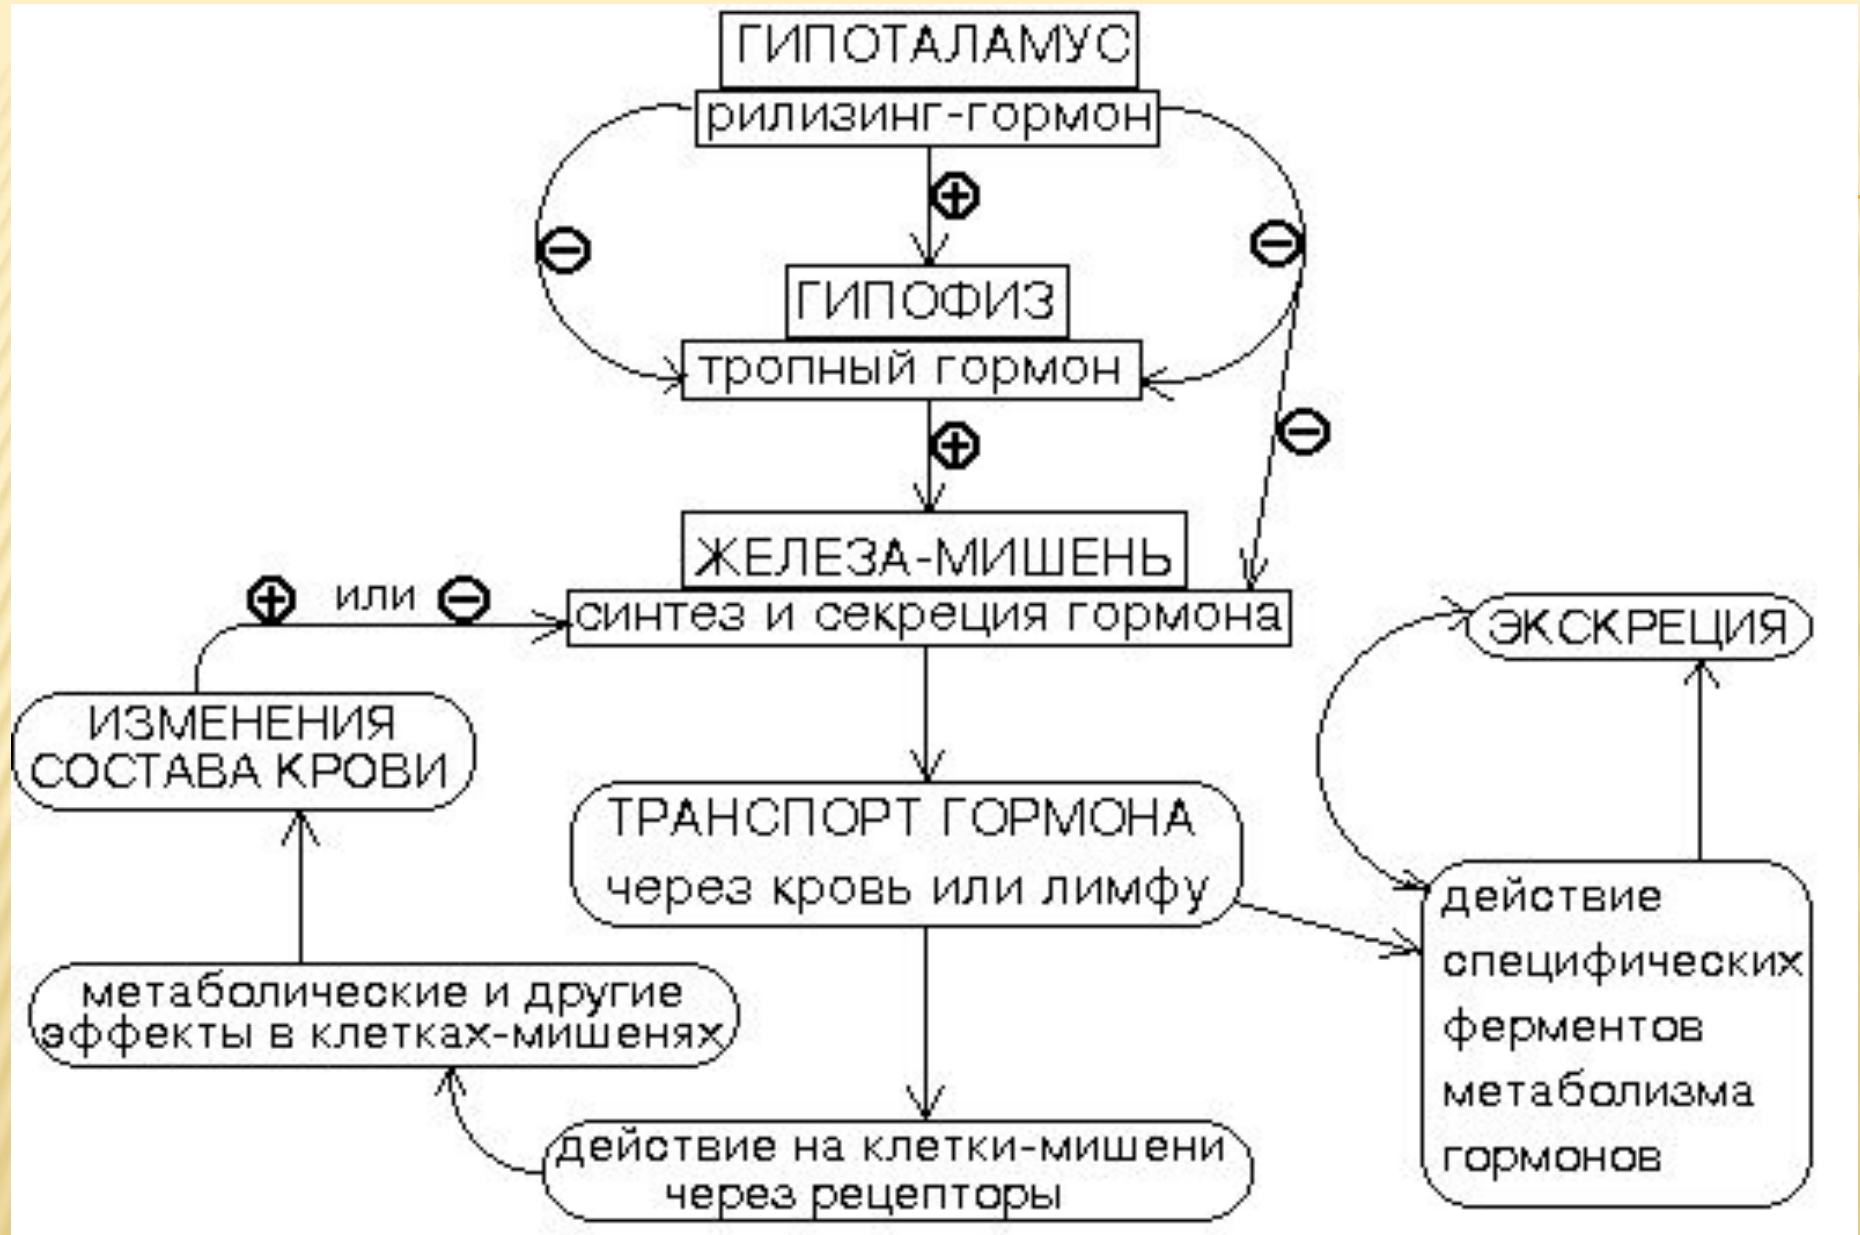 ГИПОТАЛАМУС
рилизинг-гормон
ГИПОФИЗ
тропный гормон
ЖЕЛЕЗА-МИШЕНЬ
синтез и секреция гормона
или
ЭКСКРЕЦИЯ
ИЗМЕНЕНИЯ
СОСТАВА КРОВИ
ТРАНСПОРТ ГОРМОНА
через кровь или лимфу
метаболические и другие
эффекты в клетках-мишенях
действие на клетки-мишени
через рецепторы
действие
специфических
ферментов
метаболизма
гормонов